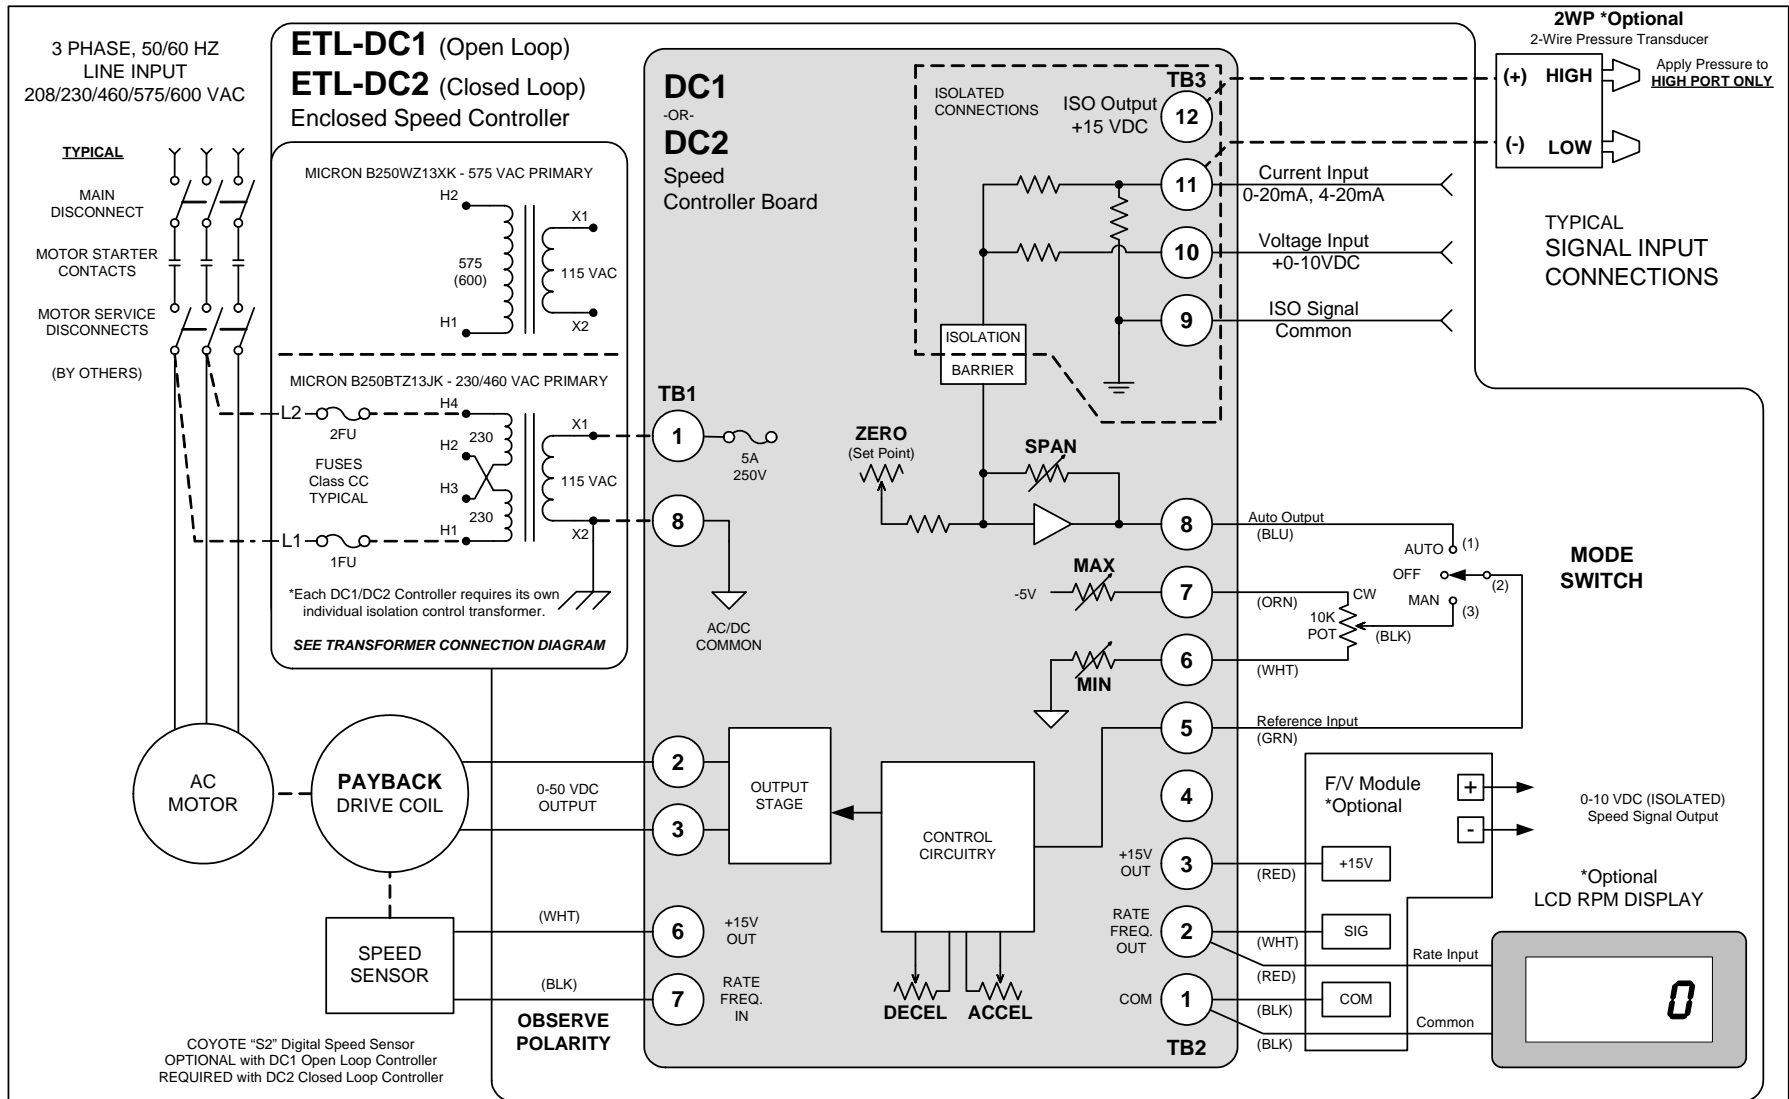 3 PHASE, 50/60 HZ
LINE INPUT
208/230/460/575/600 VAC
TYPICAL
MAIN
DISCONNECT
MOTOR STARTER
CONTACTS
MOTOR SERVICE
DISCONNECTS
(BY OTHERS)
ETL-DC1 (Open Loop)
ETL-DC2 (Closed Loop)
Enclosed Speed Controller
MICRON B250WZ13XK - 575 VAC PRIMARY
H2
X1
575
(600)
115 VAC
H1
X2
MICRON B250BTZ13JK - 230/460 VAC PRIMARY
L2
2FU
H4
X1
230
H2
FUSES
Class CC
TYPICAL
H3
115 VAC
230
L1
1FU
H1
X2
*Each DC1/DC2 Controller requires its own
individual isolation control transformer.
SEE TRANSFORMER CONNECTION DIAGRAM
DC1
-OR-
DC2
Speed
Controller Board
TB1
1
5A
250V
8
AC/DC
COMMON
ISOLATED
CONNECTIONS
TB3
ISO Output
+15 VDC
12
11
10
9
ISOLATION
BARRIER
ZERO
(Set Point)
SPAN
8
MAX
-5V
7
6
MIN
5
4
+15V
OUT
3
RATE
FREQ.
OUT
2
COM
1
TB2
2WP *Optional
2-Wire Pressure Transducer
(+) HIGH
(-) LOW
Apply Pressure to
HIGH PORT ONLY
Current Input
0-20mA, 4-20mA
Voltage Input
+0-10VDC
ISO Signal
Common
TYPICAL
SIGNAL INPUT
CONNECTIONS
Auto Output
(BLU)
AUTO (1)
OFF
(2)
MAN
(3)
MODE
SWITCH
(ORN)
CW
10K
POT
(BLK)
(WHT)
Reference Input
(GRN)
AC
MOTOR
PAYBACK
DRIVE COIL
0-50 VDC
OUTPUT
2
3
OUTPUT
STAGE
CONTROL
CIRCUITRY
DECEL
ACCEL
SPEED
SENSOR
(WHT)
6
+15V
OUT
(BLK)
7
RATE
FREQ.
IN
OBSERVE
POLARITY
COYOTE “S2” Digital Speed Sensor
OPTIONAL with DC1 Open Loop Controller
REQUIRED with DC2 Closed Loop Controller
F/V Module
*Optional
+
-
0-10 VDC (ISOLATED)
Speed Signal Output
(RED)
+15V
(WHT)
SIG
(RED)
Rate Input
(BLK)
COM
(BLK)
Common
*Optional
LCD RPM DISPLAY
0